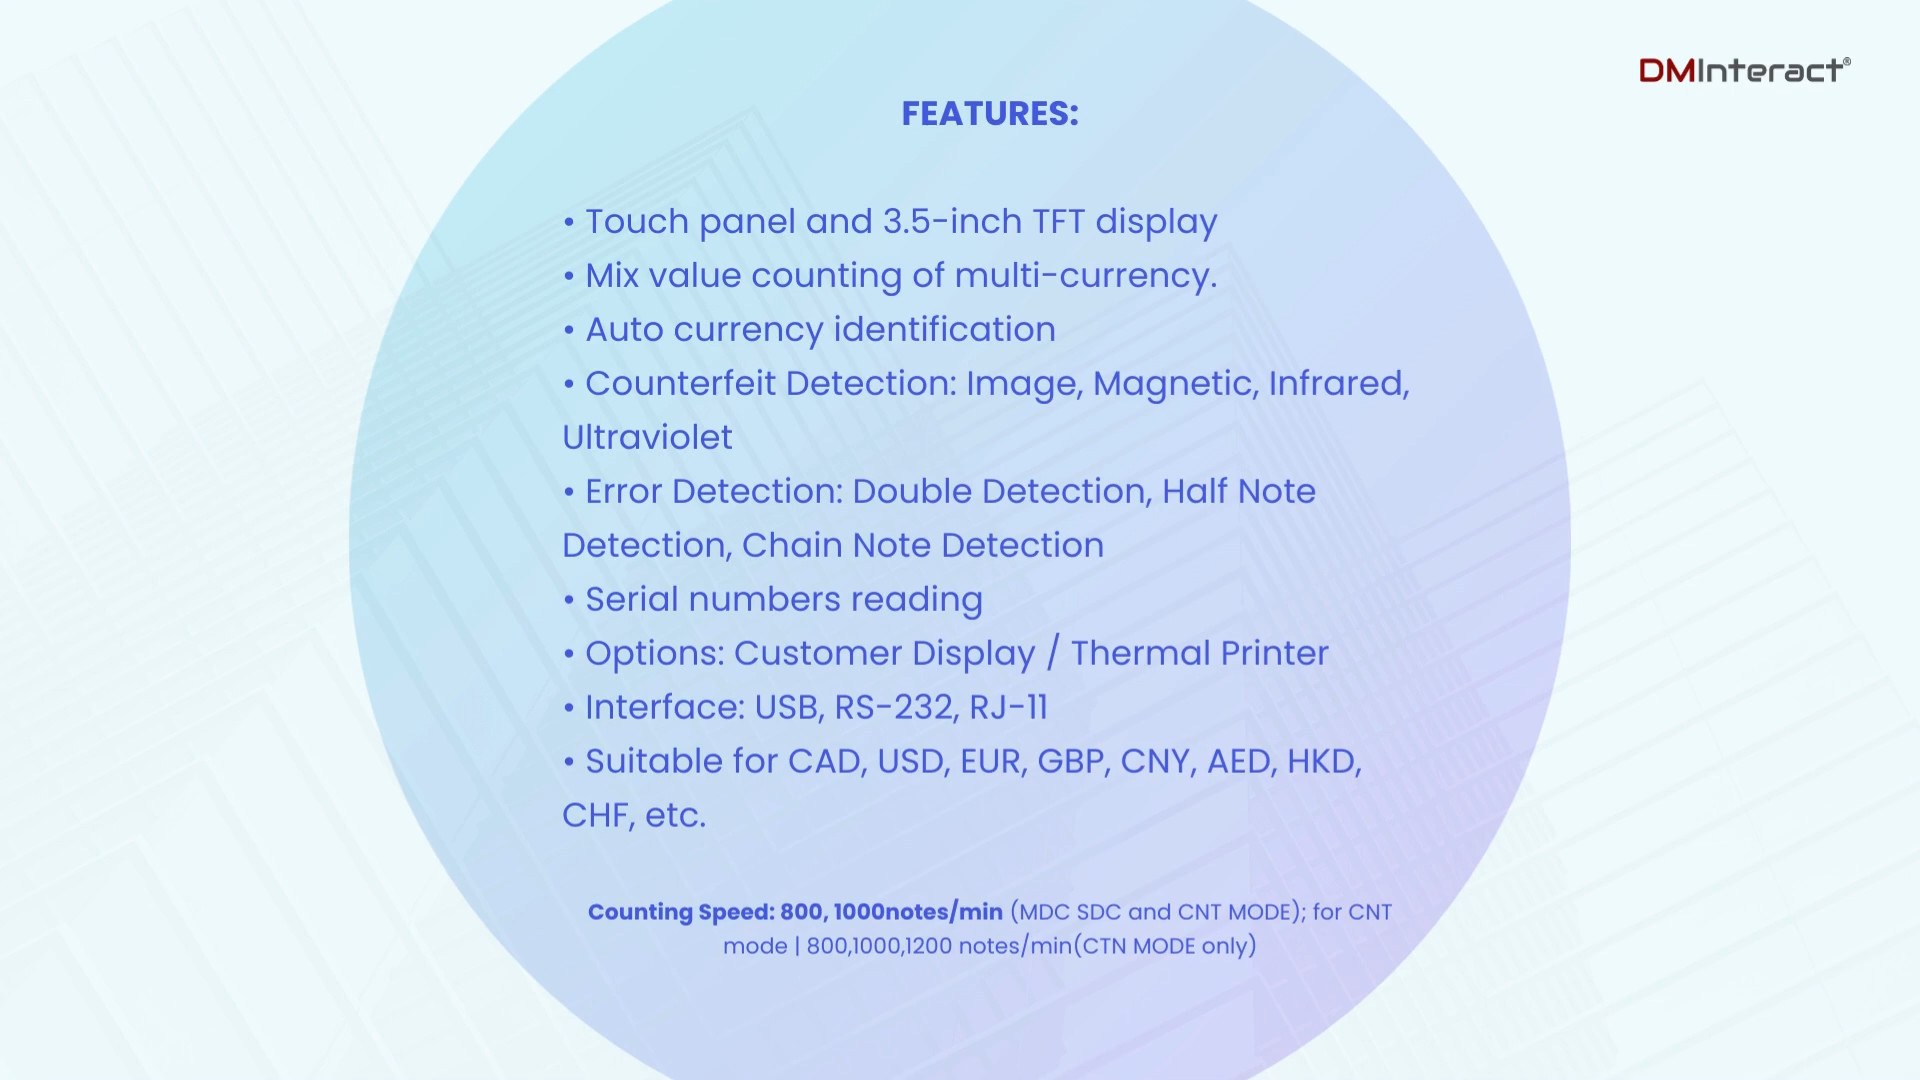 DMInteract®
FEATURES:
• Touch panel and 3.5-inch TFT display
• Mix value counting of multi-currency.
• Auto currency identification
• Counterfeit Detection: Image, Magnetic, Infrared,
Ultraviolet
• Error Detection: Double Detection, Half Note
Detection, Chain Note Detection
• Serial numbers reading
• Options: Customer Display / Thermal Printer
• Interface: USB, RS-232, RJ-11
• Suitable for CAD, USD, EUR, GBP, CNY, AED, HKD,
CHF, etc.
Counting Speed: 800, 1000notes/min (MDC SDC and CNT MODE); for CNT
mode | 800,1000,1200 notes/min(CTN MODE only)